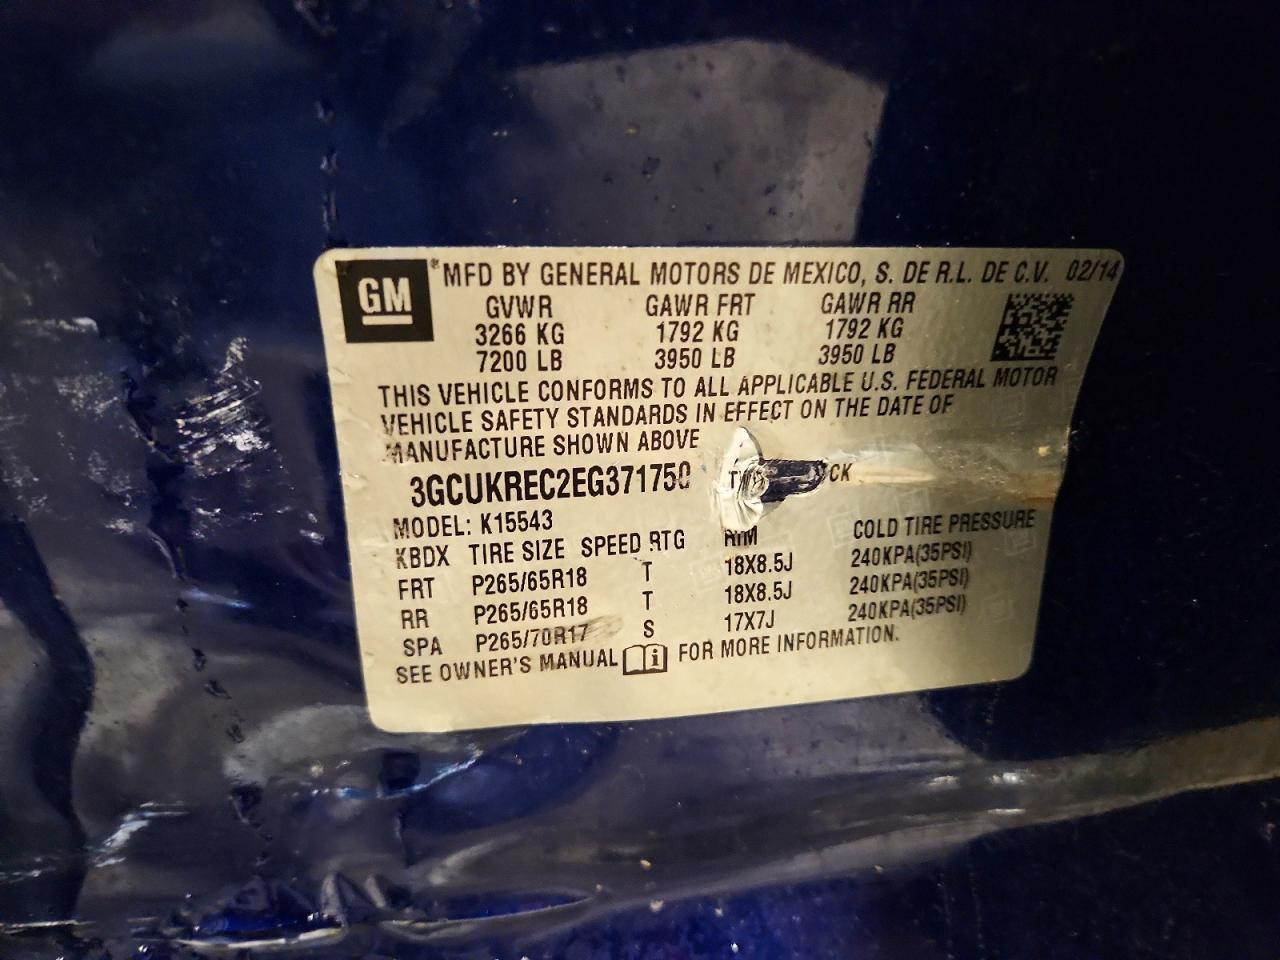 GM *MFD BY GENERAL MOTORS DE MEXICO, S. DE R.L. DE C.V. 02/14
GVWR GAWR FRT GAWR RR
3266 KG 1792 KG 1792 KG
7200 LB 3950 LB 3950 LB
THIS VEHICLE CONFORMS TO ALL APPLICABLE U.S. FEDERAL MOTOR
VEHICLE SAFETY STANDARDS IN EFFECT ON THE DATE OF
MANUFACTURE SHOWN ABOVE
3GCUKREC2EG371750
MODEL: K15543
KBDX TIRE SIZE SPEED RTG RIM COLD TIRE PRESSURE
FRT P265/65R18 T 18X8.5J 240KPA(35PSI)
RR P265/65R18 T 18X8.5J 240KPA(35PSI)
SPA P265/70R17 S 17X7J 240KPA(35PSI)
SEE OWNER'S MANUAL FOR MORE INFORMATION.